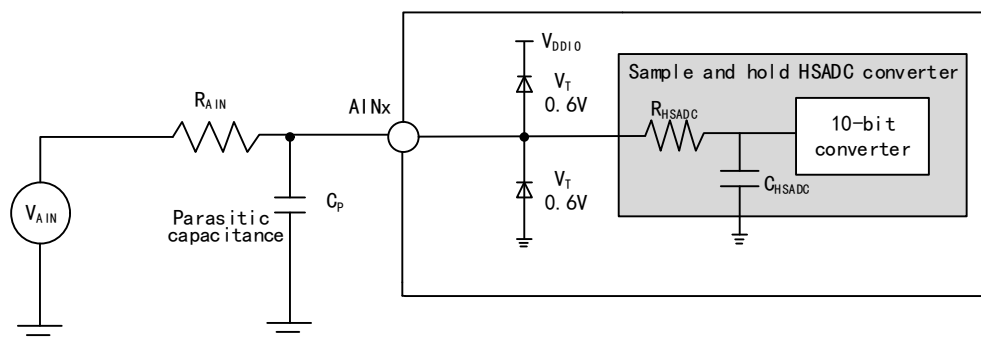 V_DDIO
Sample and hold HSADC converter
V_T
0.6V
R_AIN
AINx
R_HSADC
10-bit
converter
V_T
0.6V
C_HSADC
V_AIN
C_P
Parasitic
capacitance